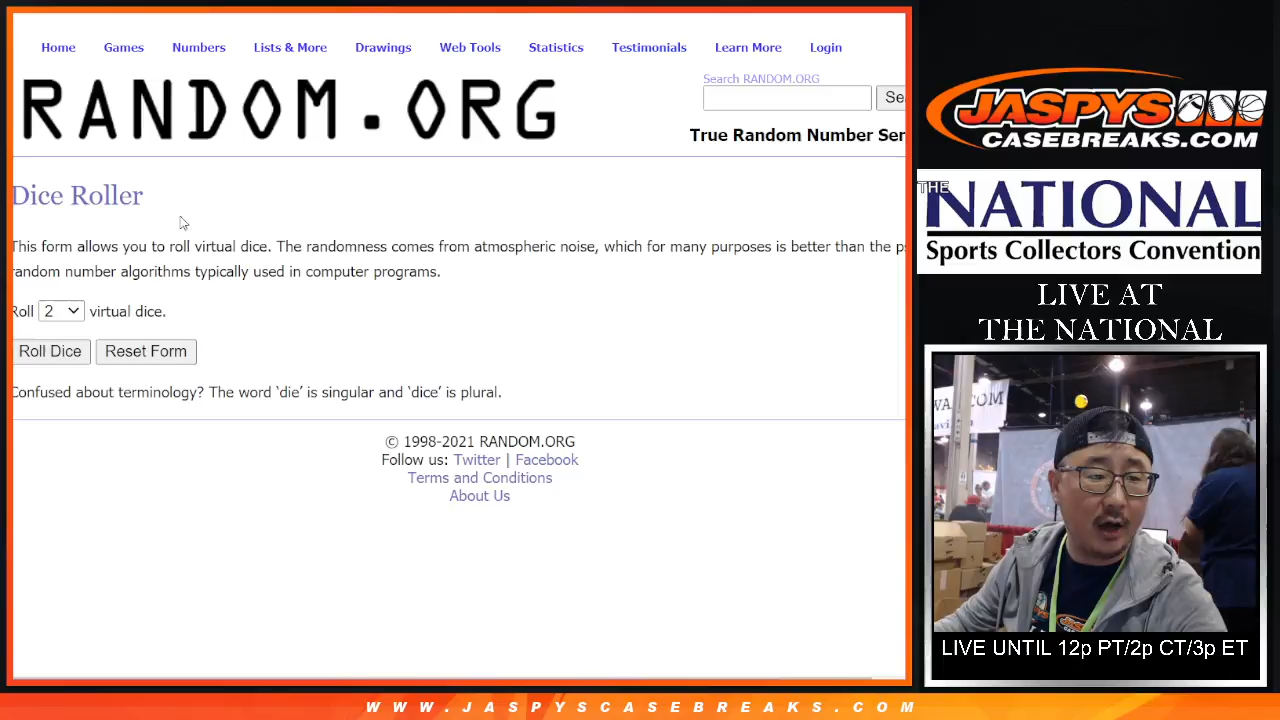 Home Games Numbers Lists & More Drawings Web Tools Statistics Testimonials Learn More Login
RANDOM.ORG
Search RANDOM.ORG
Se
True Random Number Ser
Dice Roller
This form allows you to roll virtual dice. The randomness comes from atmospheric noise, which for many purposes is better than the ps
random number algorithms typically used in computer programs.
Roll 2 virtual dice.
Roll Dice Reset Form
Confused about terminology? The word ‘die’ is singular and ‘dice’ is plural.
© 1998-2021 RANDOM.ORG
Follow us: Twitter | Facebook
Terms and Conditions
About Us
JASPYS
CASEBREAKS.COM
THE
NATIONAL
Sports Collectors Convention
LIVE AT
THE NATIONAL
JASPYS
LIVE UNTIL 12p PT/2p CT/3p ET
WWW.JASPYSCASEBREAKS.COM